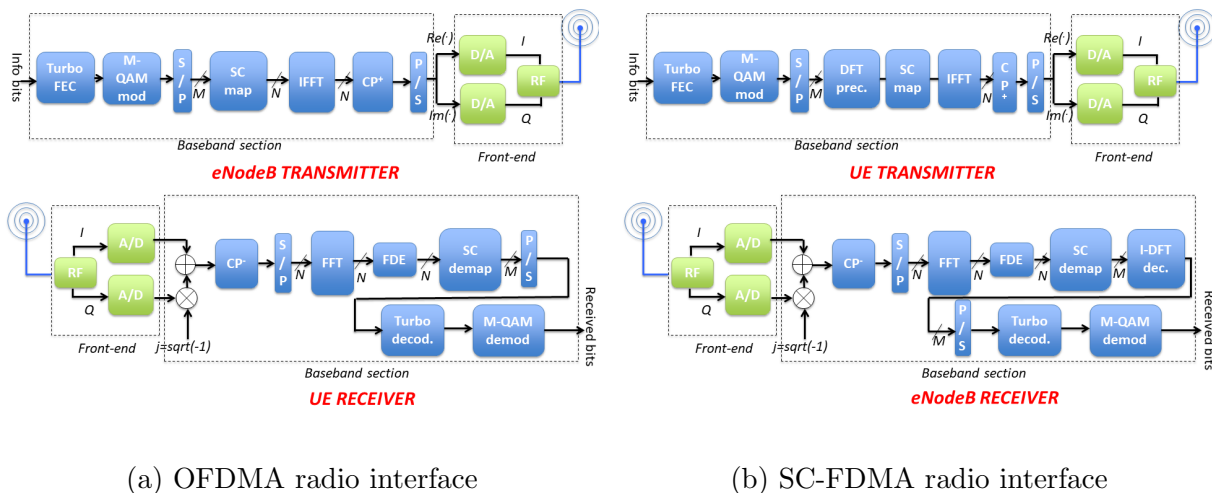 Info bits
Turbo FEC
M-QAM mod
S/P
M
SC map
N
IFFT
N
CP+
P/S
Re(·)
Im(·)
D/A
D/A
I
Q
RF
Baseband section
Front-end
eNodeB TRANSMITTER
RF
I
Q
A/D
A/D
Front-end
j=sqrt(-1)
CP-
S/P
N
FFT
N
FDE
N
SC demap
M
P/S
Turbo decod.
M-QAM demod
Received bits
Baseband section
UE RECEIVER
(a) OFDMA radio interface
Info bits
Turbo FEC
M-QAM mod
S/P
M
DFT prec.
SC map
IFFT
N
CP+
P/S
Re(·)
Im(·)
D/A
D/A
I
Q
RF
Baseband section
Front-end
UE TRANSMITTER
RF
I
Q
A/D
A/D
Front-end
j=sqrt(-1)
CP-
S/P
N
FFT
N
FDE
N
SC demap
M
I-DFT dec.
M
P/S
Turbo decod.
M-QAM demod
Received bits
Baseband section
eNodeB RECEIVER
(b) SC-FDMA radio interface